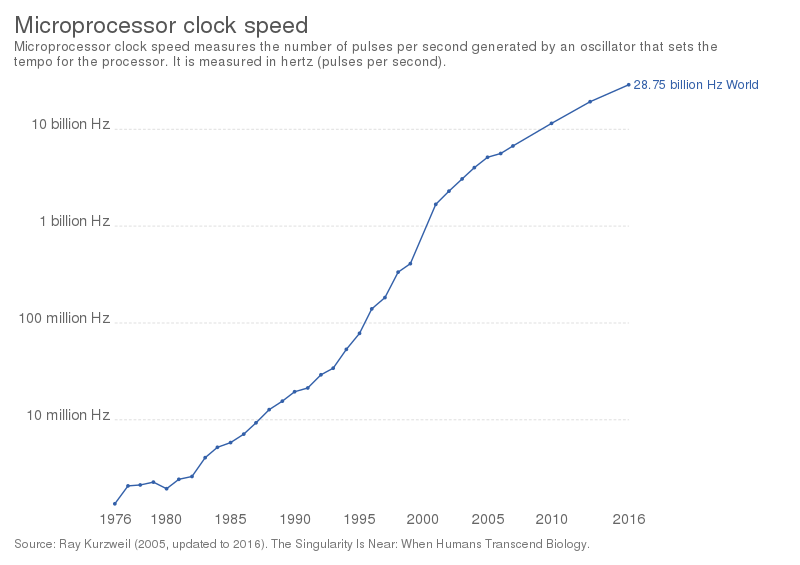 Microprocessor clock speed
Microprocessor clock speed measures the number of pulses per second generated by an oscillator that sets the
tempo for the processor. It is measured in hertz (pulses per second).
28.75 billion Hz World
10 billion Hz
1 billion Hz
100 million Hz
10 million Hz
1976 1980 1985 1990 1995 2000 2005 2010 2016
Source: Ray Kurzweil (2005, updated to 2016). The Singularity Is Near: When Humans Transcend Biology.